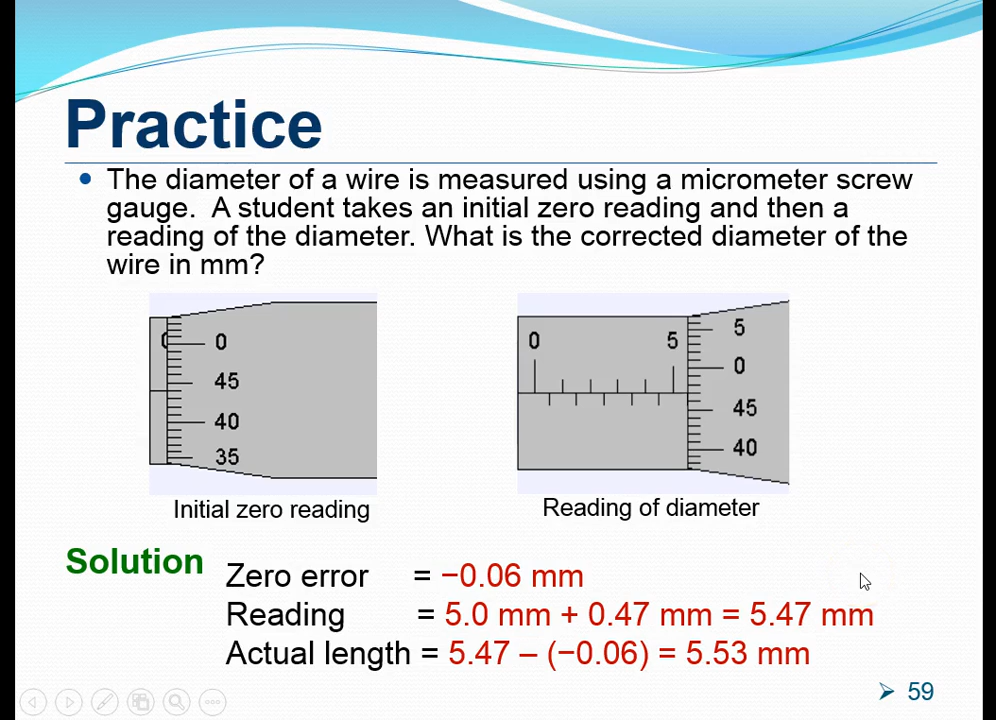 Practice
• The diameter of a wire is measured using a micrometer screw
gauge. A student takes an initial zero reading and then a
reading of the diameter. What is the corrected diameter of the
wire in mm?
0
0
45
40
35
0 5
5
0
45
40
Initial zero reading
Reading of diameter
Solution
Zero error = −0.06 mm
Reading = 5.0 mm + 0.47 mm = 5.47 mm
Actual length = 5.47 – (−0.06) = 5.53 mm
59